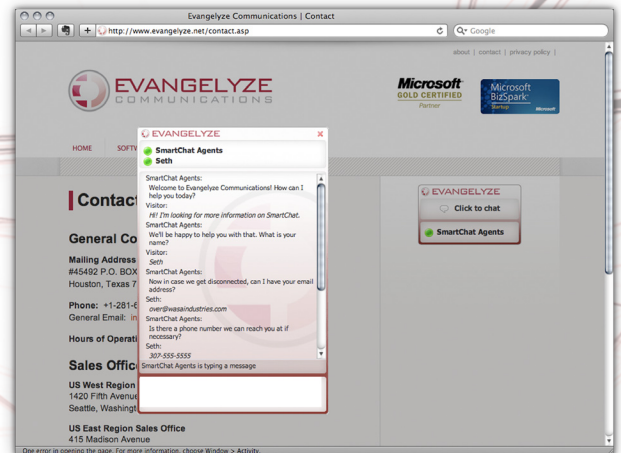 Evangelyze Communications | Contact
http://www.evangelyze.net/contact.asp
Google
about | contact | privacy policy |
EVANGELYZE
COMMUNICATIONS
Microsoft
GOLD CERTIFIED
Partner
Microsoft
BizSpark
Startup
Microsoft
HOME SOFTW
EVANGELYZE
SmartChat Agents
Seth
SmartChat Agents:
Welcome to Evangelyze Communications! How can I
help you today?
Visitor:
Hi! I'm looking for more information on SmartChat.
SmartChat Agents:
We'll be happy to help you with that. What is your
name?
Visitor:
Seth
SmartChat Agents:
Now in case we get disconnected, can I have your email
address?
Seth:
over@wasaindustries.com
SmartChat Agents:
Is there a phone number we can reach you at if
necessary?
Seth:
307-555-5555
SmartChat Agents is typing a message
Contac
General Co
Mailing Address
#45492 P.O. BOX
Houston, Texas 7
Phone: +1-281-6
General Email: in
Hours of Operati
Sales Offic
US West Region
1420 Fifth Avenue
Seattle, Washingt
US East Region Sales Office
415 Madison Avenue
EVANGELYZE
Click to chat
SmartChat Agents
One error in opening the page. For more information, choose Window > Activity.